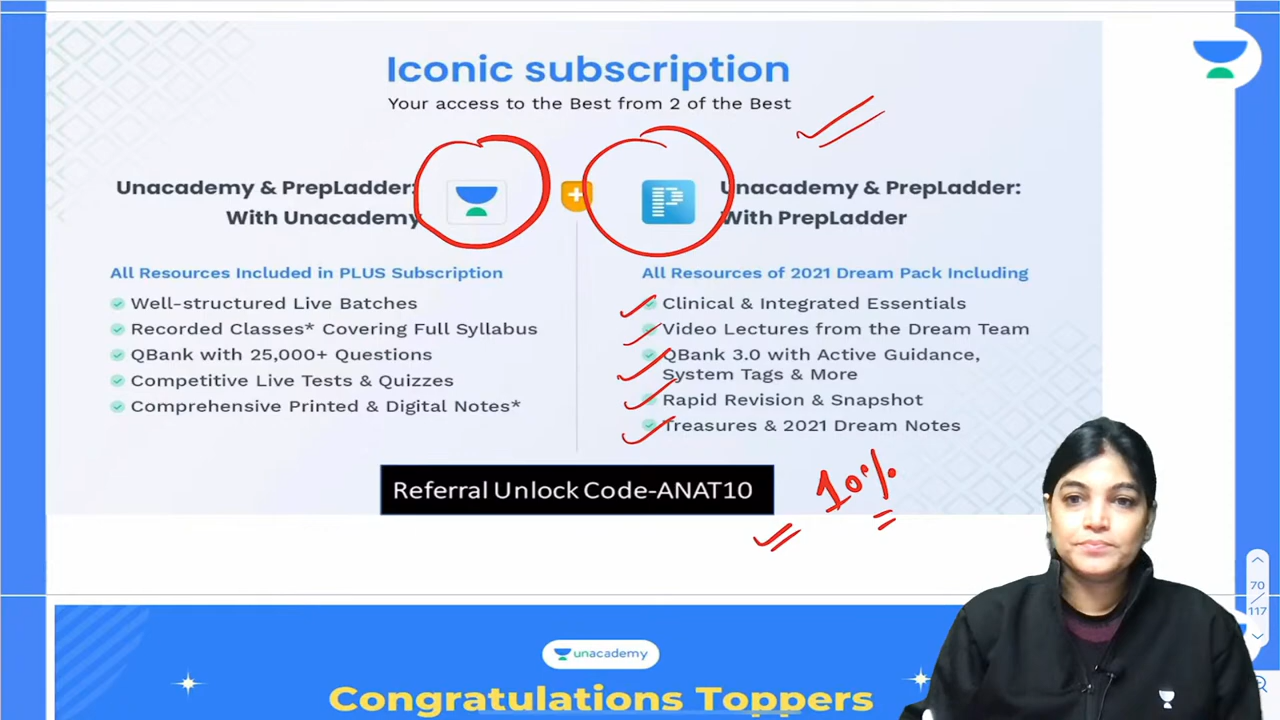 Iconic subscription
Your access to the Best from 2 of the Best
Unacademy & PrepLadder:
With Unacademy
Unacademy & PrepLadder:
With PrepLadder
All Resources Included in PLUS Subscription
Well-structured Live Batches
Recorded Classes* Covering Full Syllabus
QBank with 25,000+ Questions
Competitive Live Tests & Quizzes
Comprehensive Printed & Digital Notes*
All Resources of 2021 Dream Pack Including
Clinical & Integrated Essentials
Video Lectures from the Dream Team
QBank 3.0 with Active Guidance,
System Tags & More
Rapid Revision & Snapshot
Treasures & 2021 Dream Notes
Referral Unlock Code-ANAT10
10%
70
/
117
unacademy
Congratulations Toppers